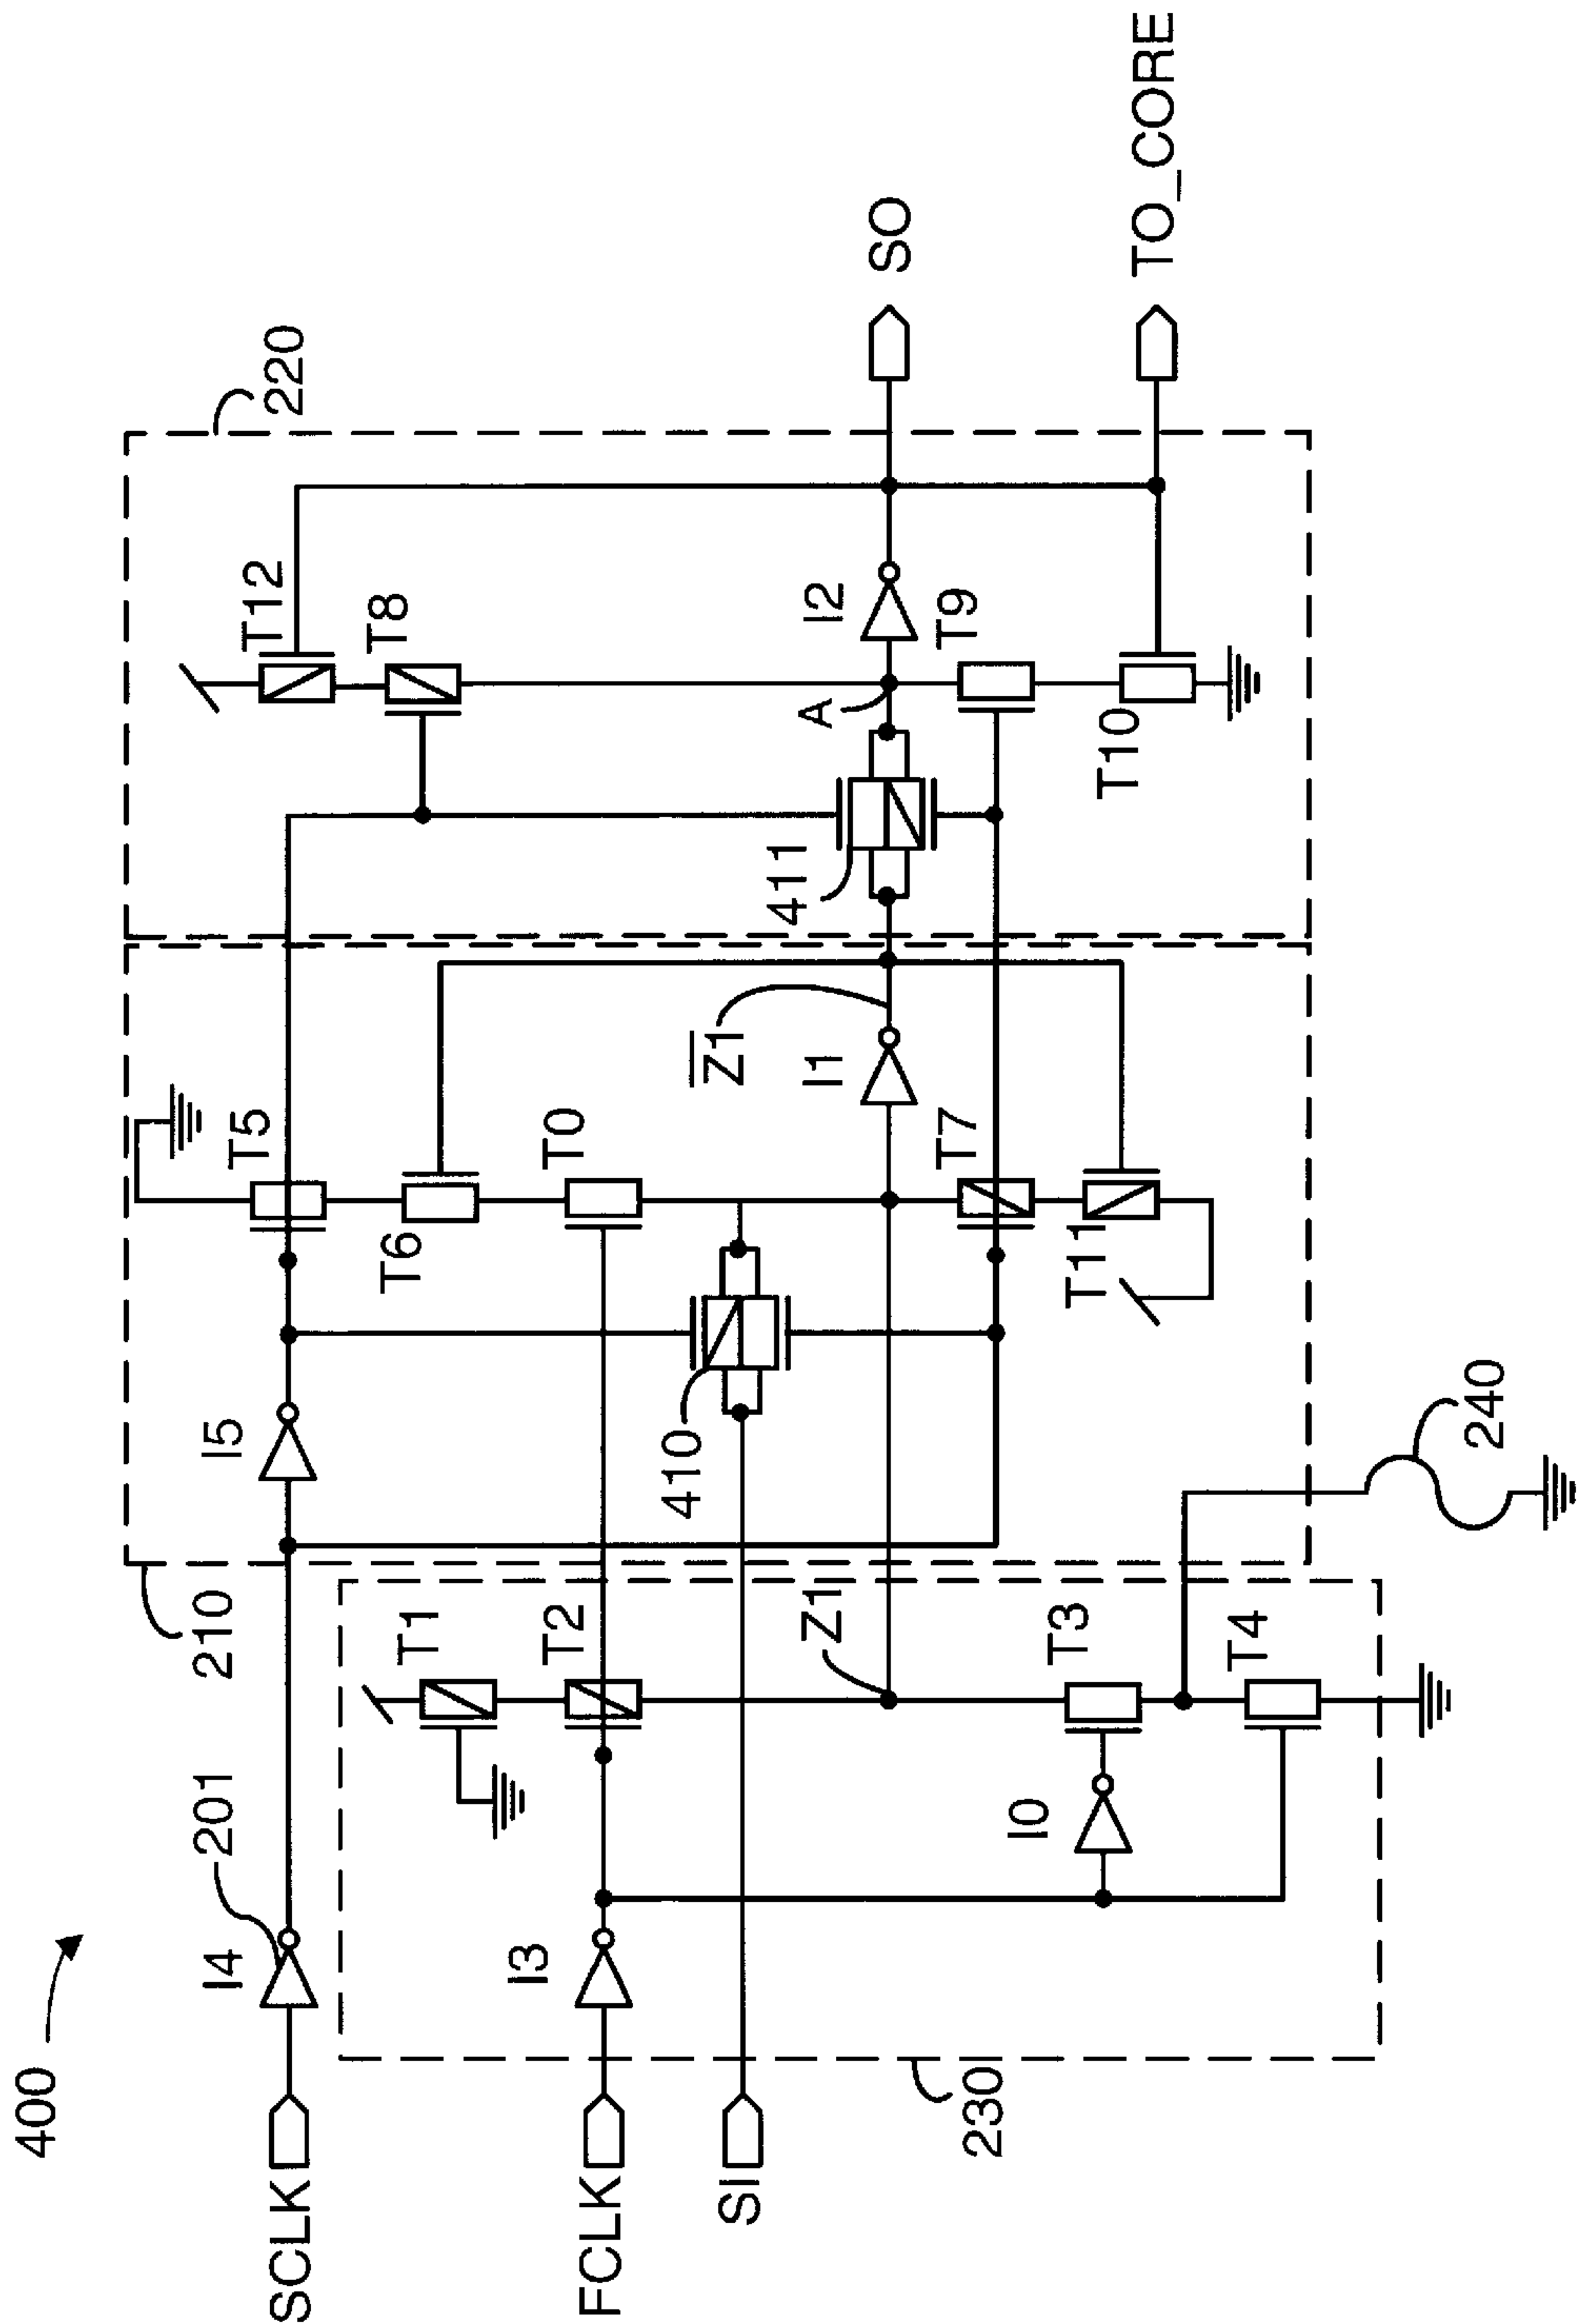 400
SCLK
I4
201
FCLK
I3
SI
230
I0
T1
T2
Z1
T3
T4
210
I5
410
240
T5
T6
T0
Z1
I1
T7
T11
220
411
A
T12
T8
I2
T9
T10
SO
TO_CORE